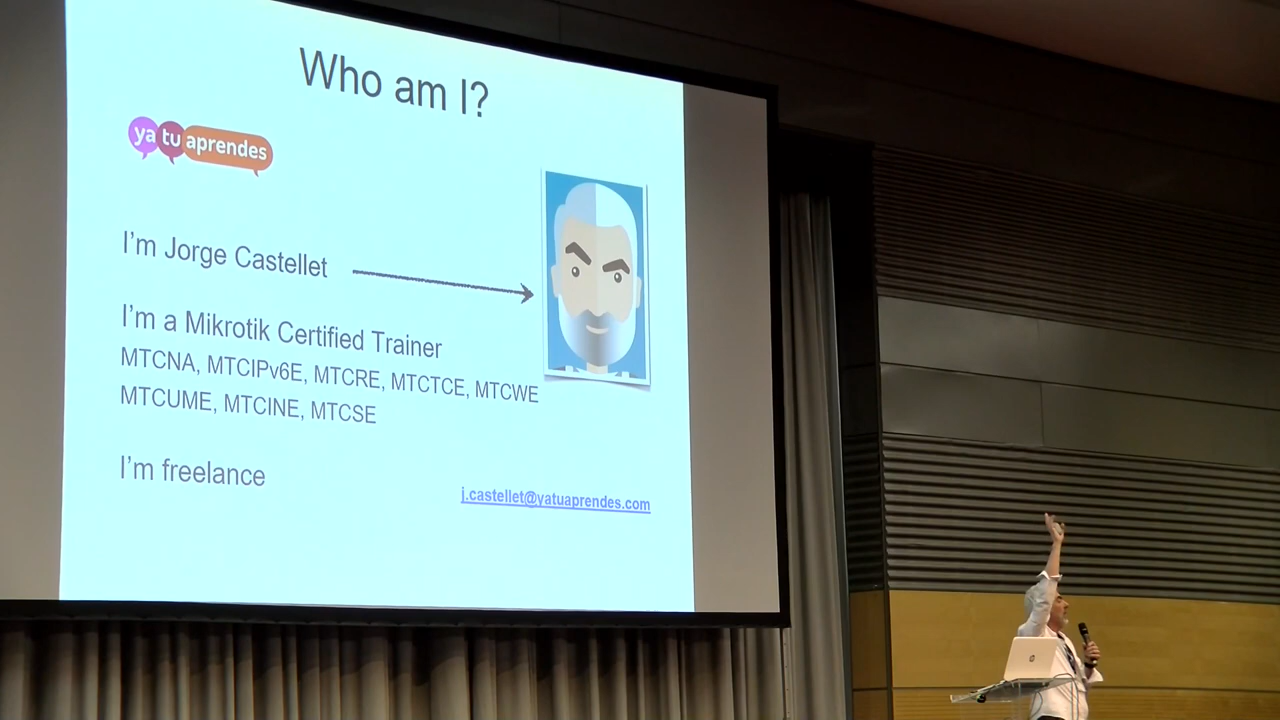 Who am I?
ya tu aprendes
I'm Jorge Castellet
I'm a Mikrotik Certified Trainer
MTCNA, MTCIPv6E, MTCRE, MTCTCE, MTCWE
MTCUME, MTCINE, MTCSE
I'm freelance
j.castellet@yatuaprendes.com